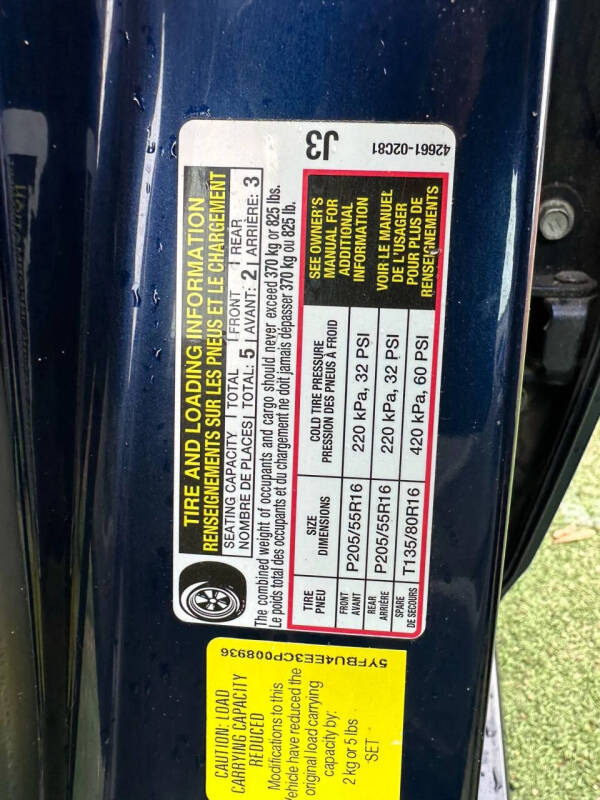 TIRE AND LOADING INFORMATION
RENSEIGNEMENTS SUR LES PNEUS ET LE CHARGEMENT
SEATING CAPACITY | TOTAL | FRONT | REAR
NOMBRE DE PLACES | TOTAL: 5 | AVANT: 2 | ARRIÈRE: 3
The combined weight of occupants and cargo should never exceed 370 kg or 825 lbs.
Le poids total des occupants et du chargement ne doit jamais dépasser 370 kg ou 825 lb.
TIRE PNEU
SIZE DIMENSIONS
COLD TIRE PRESSURE
PRESSION DES PNEUS À FROID
FRONT AVANT P205/55R16 220 kPa, 32 PSI
REAR ARRIÈRE P205/55R16 220 kPa, 32 PSI
SPARE DE SECOURS T135/80R16 420 kPa, 60 PSI
SEE OWNER'S
MANUAL FOR
ADDITIONAL
INFORMATION
VOIR LE MANUEL
DE L'USAGER
POUR PLUS DE
RENSEIGNEMENTS
J3
42661-02C81
CAUTION: LOAD
CARRYING CAPACITY
REDUCED
Modifications to this
vehicle have reduced the
original load carrying
capacity by:
2 kg or 5 lbs
SET
5YFBU4EE3CP008936